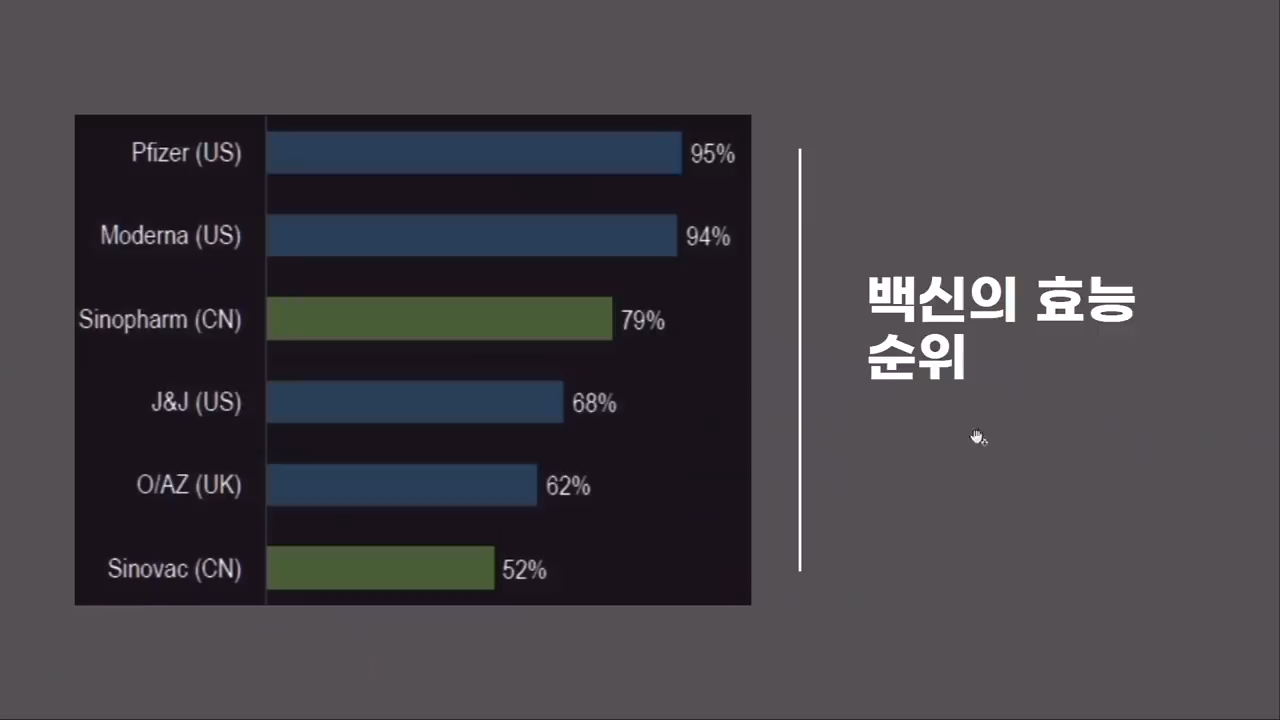 Pfizer (US) 95%
Moderna (US) 94%
Sinopharm (CN) 79%
J&J (US) 68%
O/AZ (UK) 62%
Sinovac (CN) 52%
백신의 효능
순위